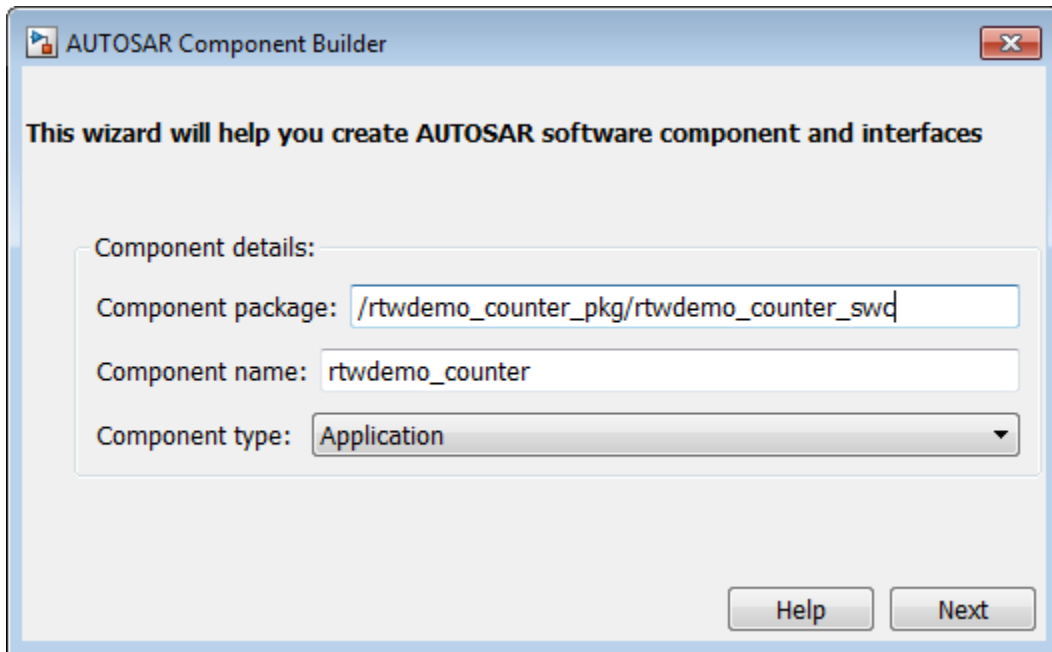 AUTOSAR Component Builder
This wizard will help you create AUTOSAR software component and interfaces
Component details:
Component package: /rtwdemo_counter_pkg/rtwdemo_counter_swc
Component name: rtwdemo_counter
Component type: Application
Help Next